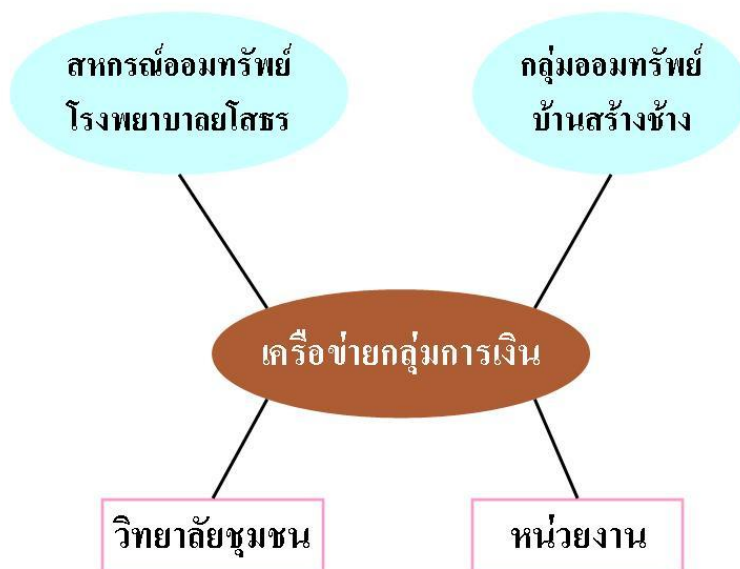 สหกรณ์ออมทรัพย์
โรงพยาบาลยโสธร
กลุ่มออมทรัพย์
บ้านสร้างช้าง
เครือข่ายกลุ่มการเงิน
วิทยาลัยชุมชน
หน่วยงาน